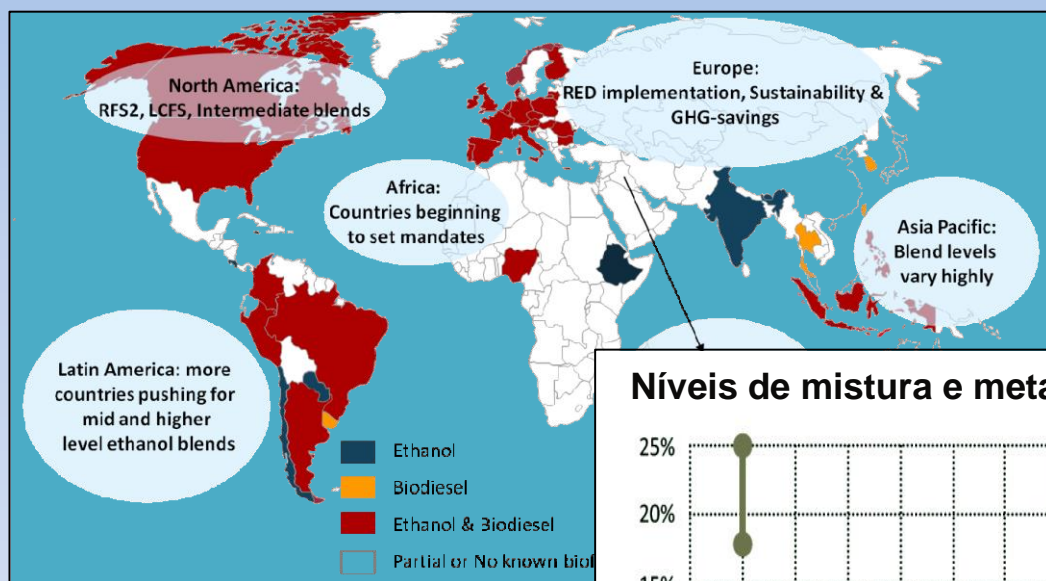 North America:
RFS2, LCFS, Intermediate blends
Europe:
RED implementation, Sustainability &
GHG-savings
Africa:
Countries beginning
to set mandates
Asia Pacific:
Blend levels
vary highly
Latin America: more
countries pushing for
mid and higher
level ethanol blends
Ethanol
Biodiesel
Ethanol & Biodiesel
Partial or No known
Níveis de mistura e
25%
20%
15%